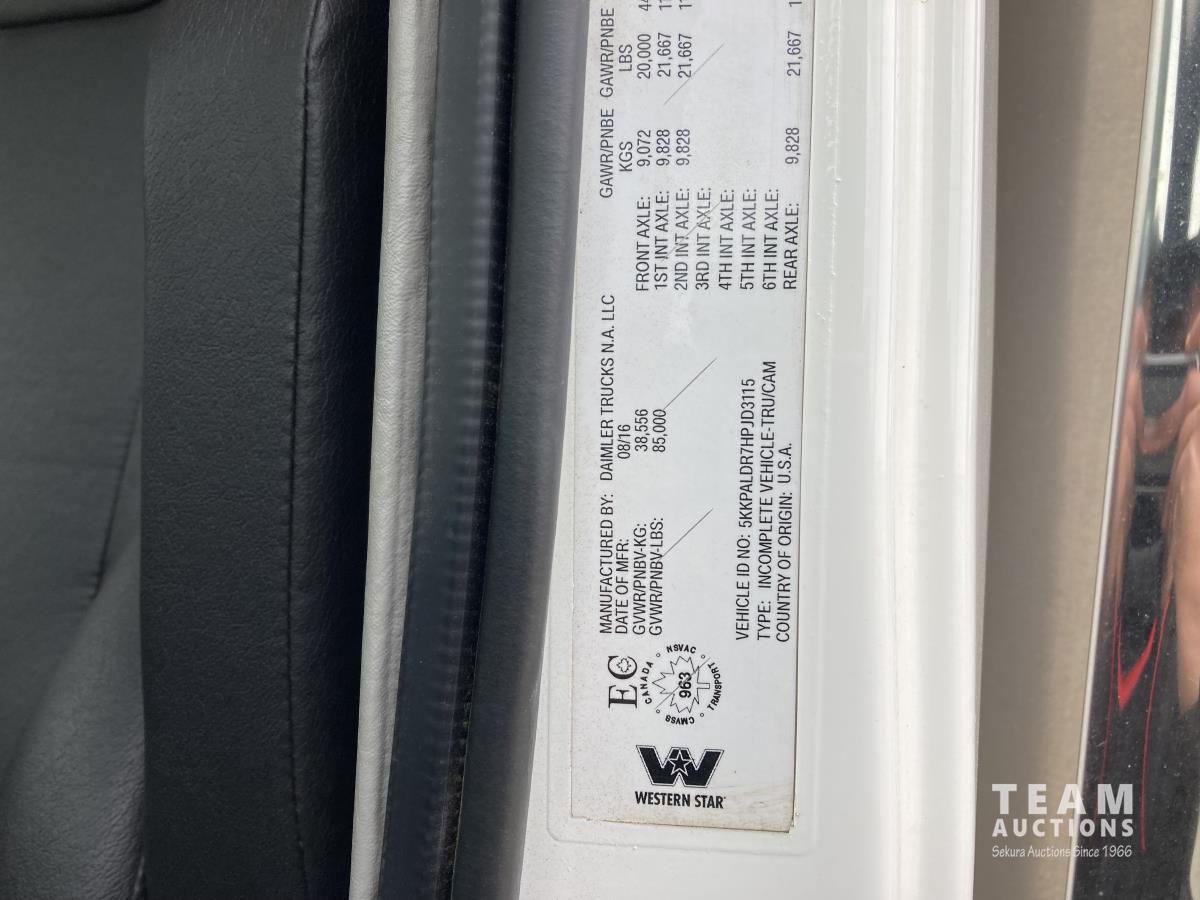 WESTERN STAR
EC
CANADA
NSVAC
TRANSPORT
CMVSS
963
MANUFACTURED BY: DAIMLER TRUCKS N.A. LLC
DATE OF MFR: 08/16
GVWR/PNBV-KG: 38,556
GVWR/PNBV-LBS: 85,000
VEHICLE ID NO: 5KKPALDR7HPJD3115
TYPE: INCOMPLETE VEHICLE-TRU/CAM
COUNTRY OF ORIGIN: U.S.A.
GAWR/PNBE GAWR/PNBE
KGS LBS
FRONT AXLE: 9,072 20,000
1ST INT AXLE: 9,828 21,667
2ND INT AXLE: 9,828 21,667
3RD INT AXLE:
4TH INT AXLE:
5TH INT AXLE:
6TH INT AXLE:
REAR AXLE: 9,828 21,667
TEAM
AUCTIONS
Sekura Auctions Since 1966